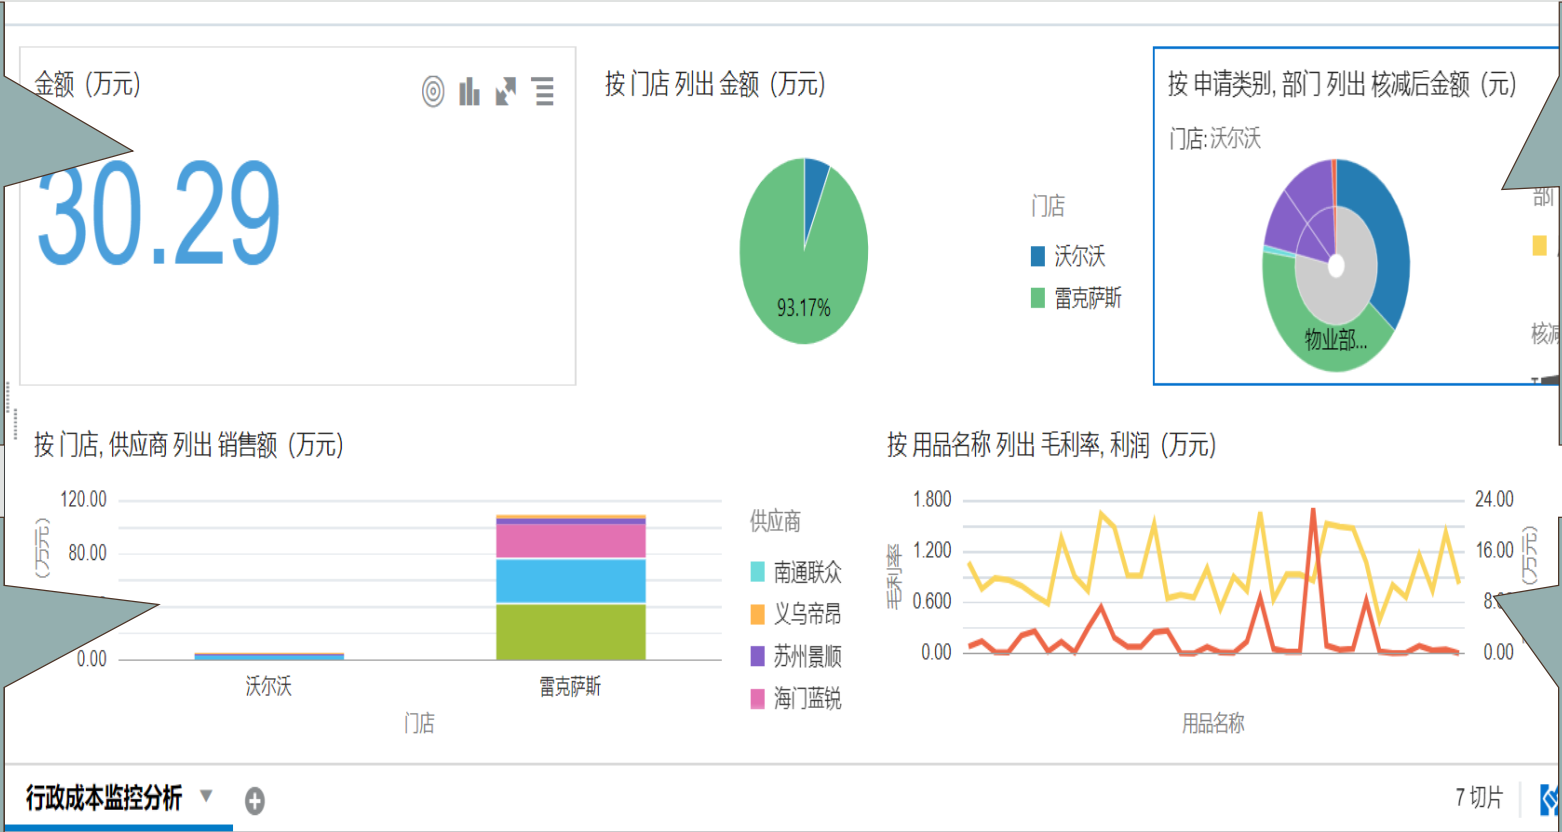 金额（万元）
30.29
按 门店 列出 金额（万元）
93.17%
门店
沃尔沃
雷克萨斯
按 申请类别, 部门 列出 核减后金额（元）
门店: 沃尔沃
物业部...
按 门店, 供应商 列出 销售额（万元）
120.00
80.00
0.00
（万元）
沃尔沃
雷克萨斯
门店
供应商
南通联众
义乌帝昂
苏州景顺
海门蓝锐
按 用品名称 列出 毛利率, 利润（万元）
1.800
1.200
0.600
0.00
毛利率
24.00
16.00
0.00
（万元）
用品名称
行政成本监控分析
7 切片